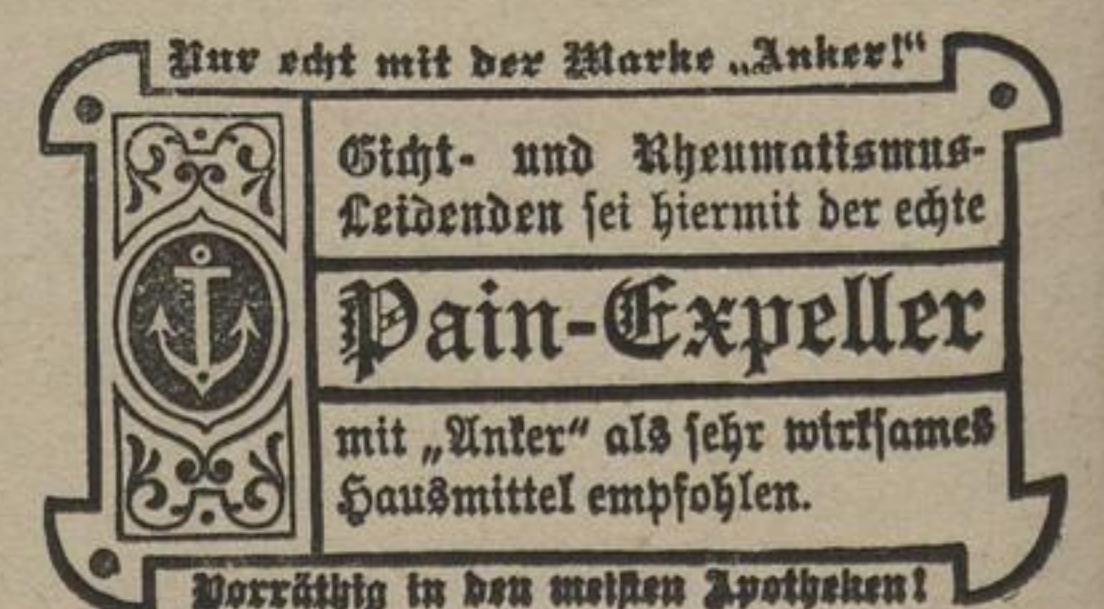 Nur echt mit der Marke „Anker!“
Gicht- und Rheumatismus-
Leidenden sei hiermit der echte
Pain-Expeller
mit „Anker“ als sehr wirksames
Hausmittel empfohlen.
Vorräthig in den meisten Apotheken!